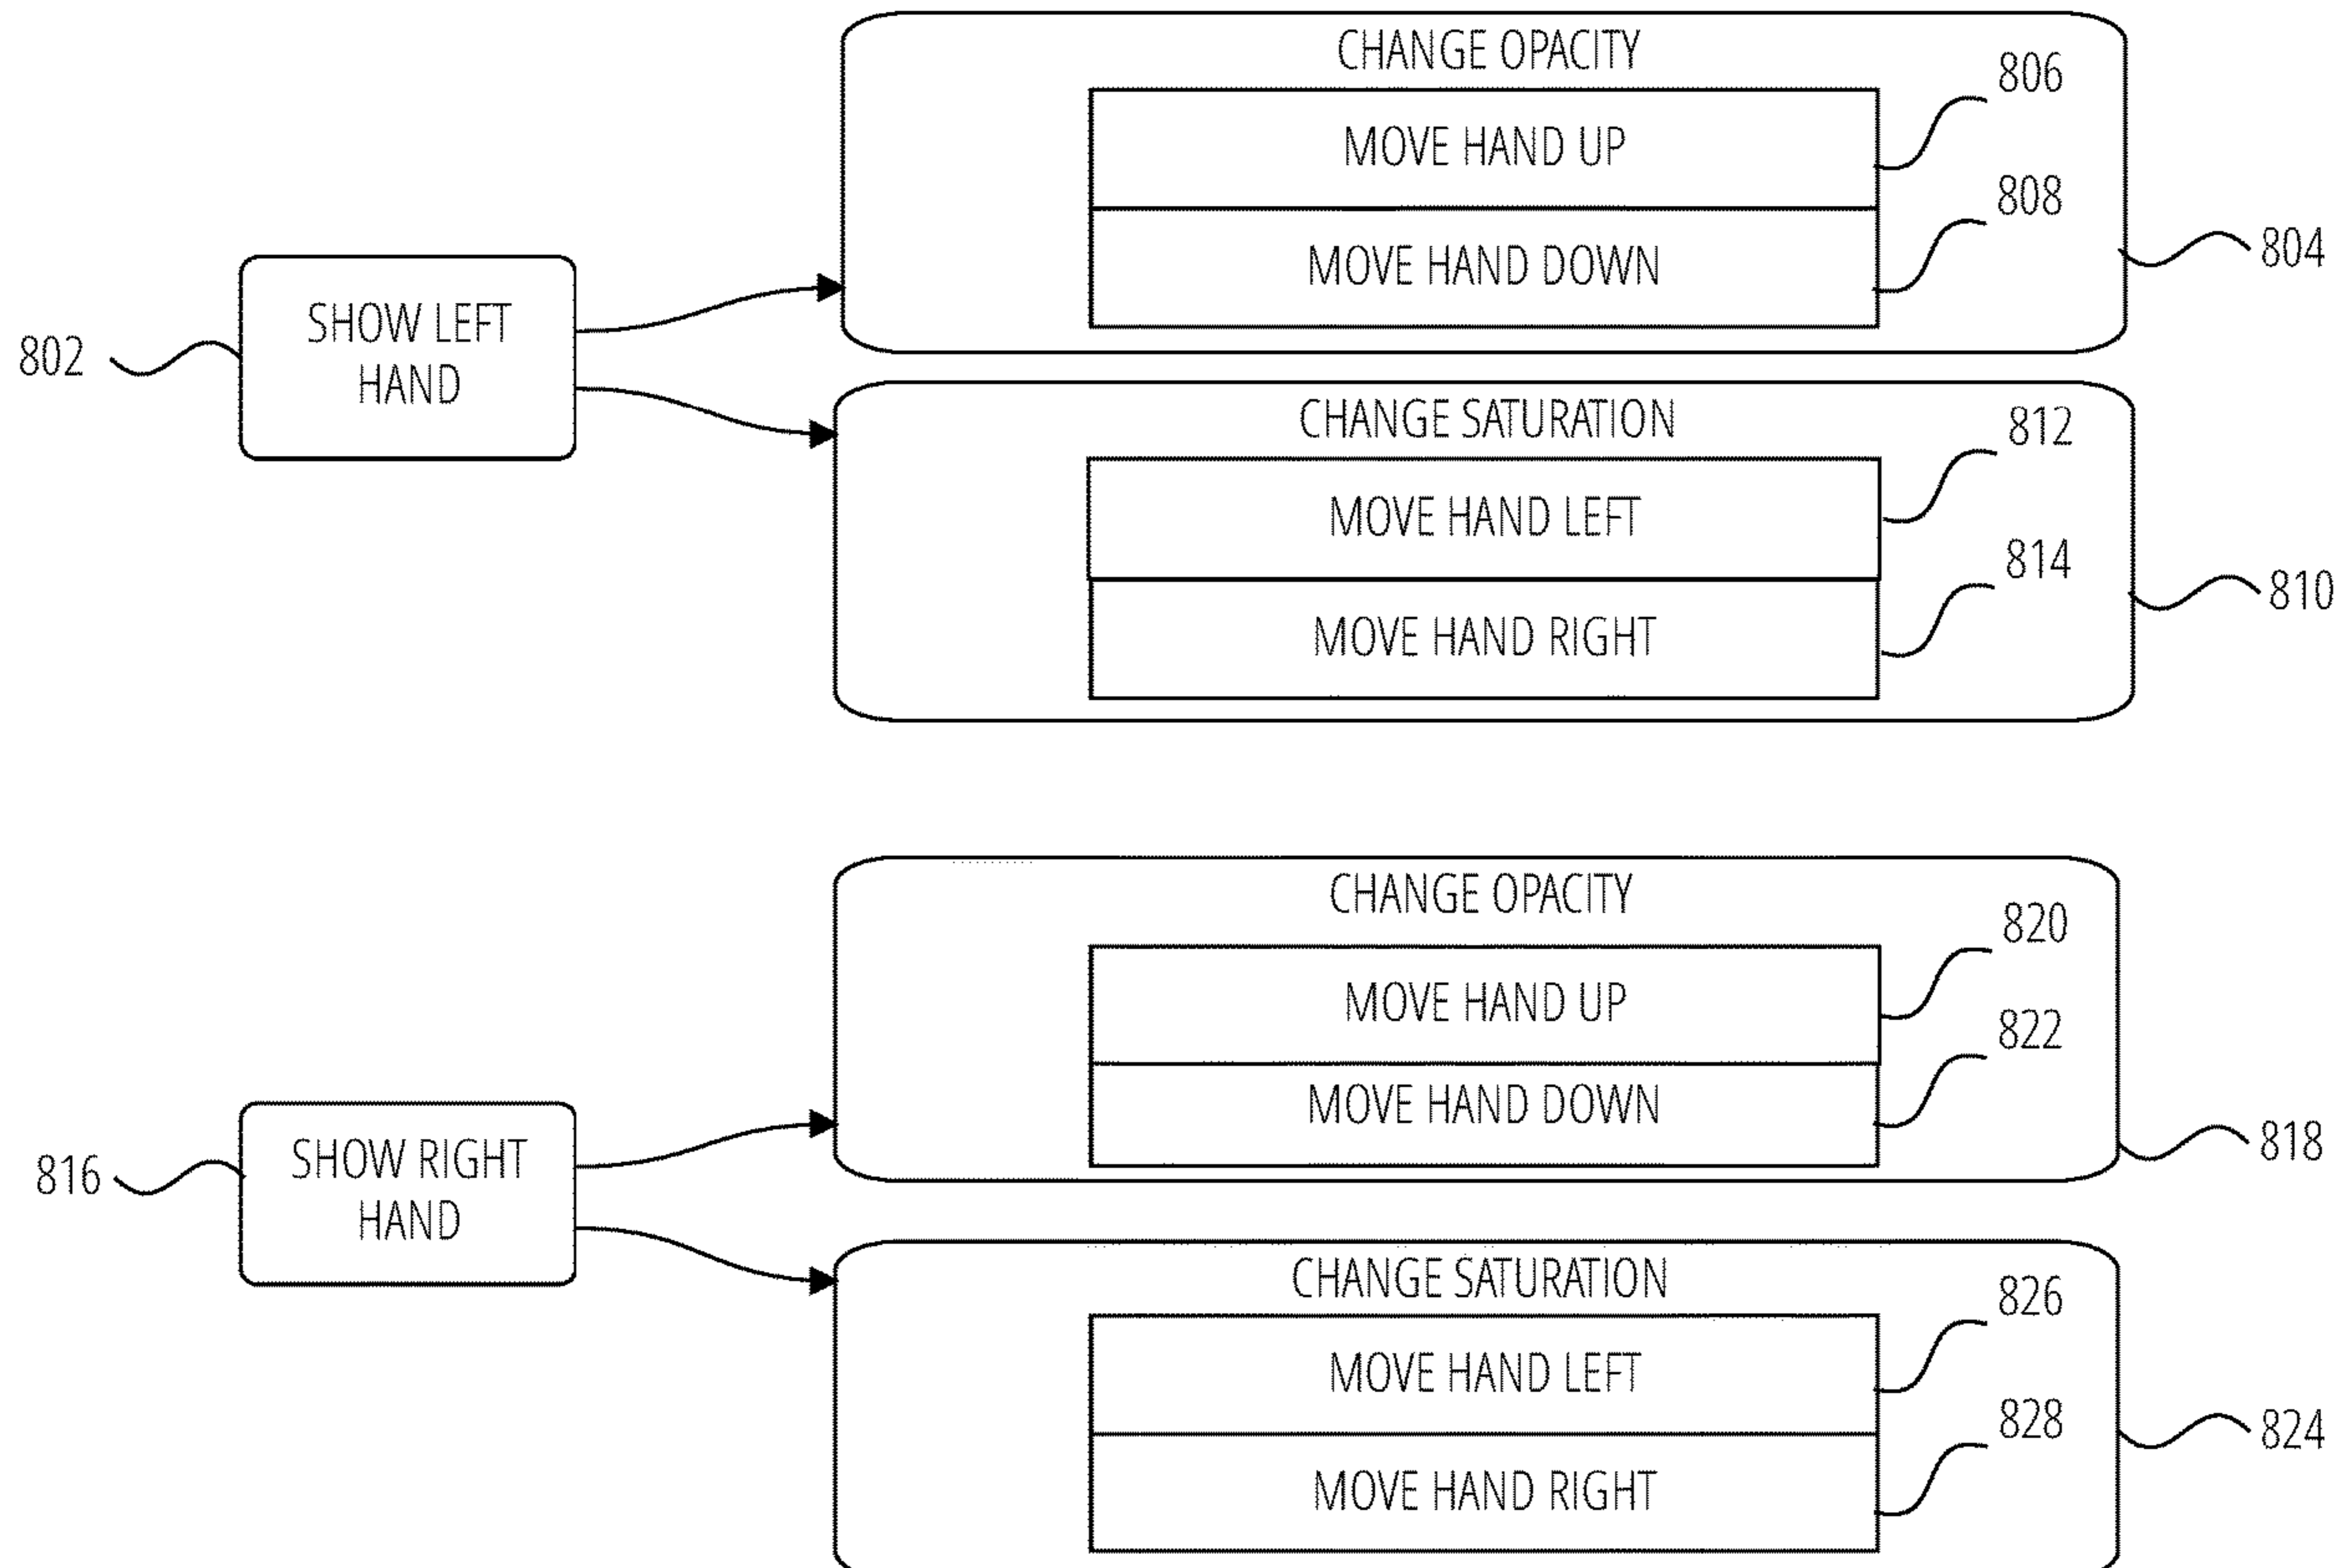 CHANGE OPACITY
806
MOVE HAND UP
808
MOVE HAND DOWN
804
SHOW LEFT
HAND
802
CHANGE SATURATION
812
MOVE HAND LEFT
814
MOVE HAND RIGHT
810
CHANGE OPACITY
820
MOVE HAND UP
822
MOVE HAND DOWN
818
SHOW RIGHT
HAND
816
CHANGE SATURATION
826
MOVE HAND LEFT
828
MOVE HAND RIGHT
824